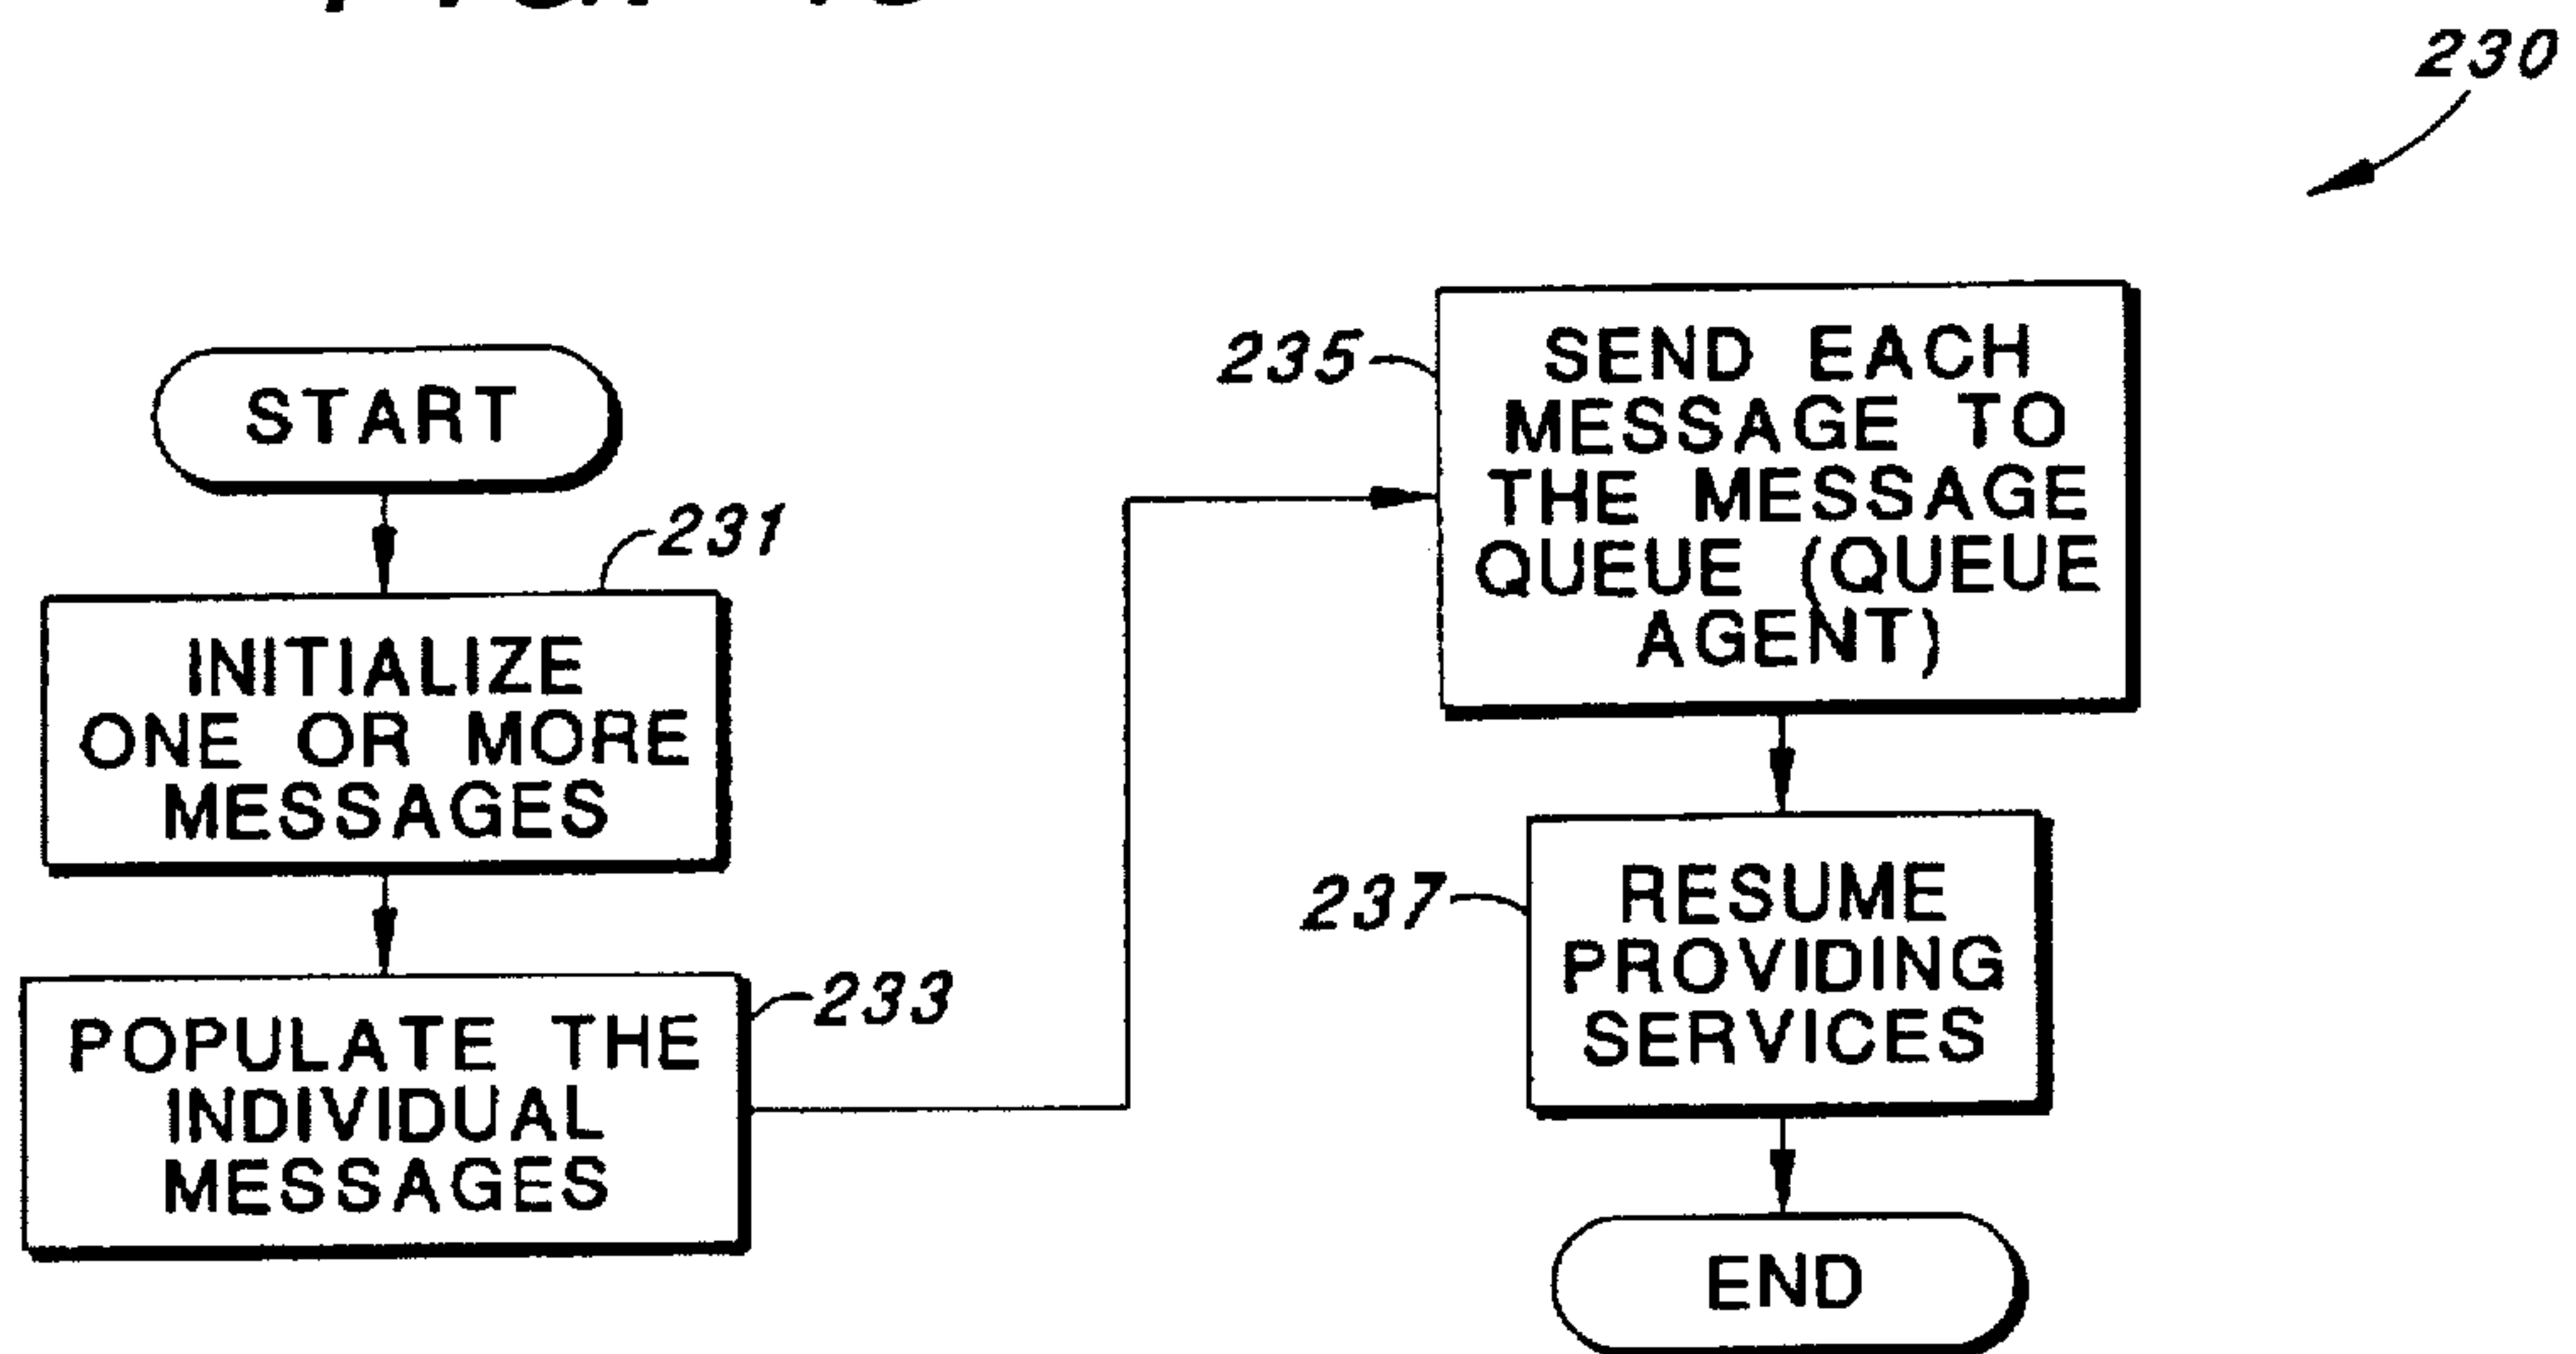 230
START
231
INITIALIZE
ONE OR MORE
MESSAGES
233
POPULATE THE
INDIVIDUAL
MESSAGES
235
SEND EACH
MESSAGE TO
THE MESSAGE
QUEUE (QUEUE
AGENT)
237
RESUME
PROVIDING
SERVICES
END